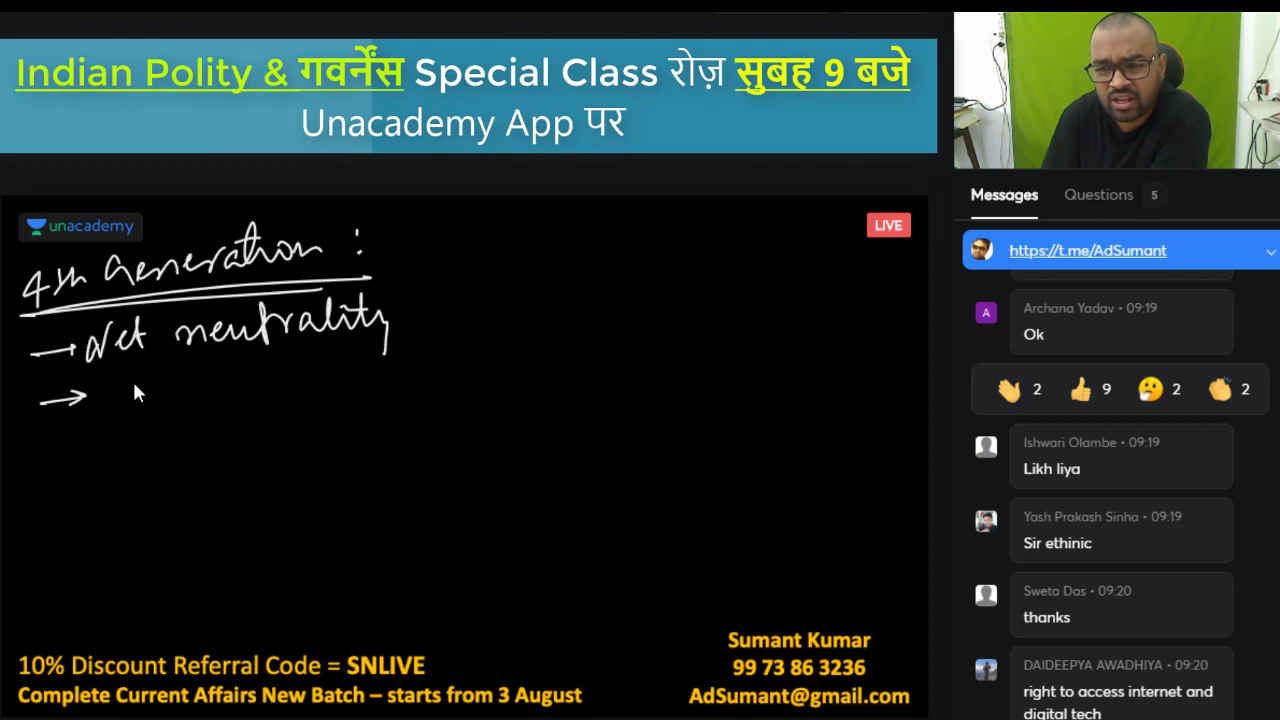 Indian Polity & गवर्नेंस Special Class रोज़ सुबह 9 बजे
Unacademy App पर
unacademy
LIVE
4th Generation :
→ Net neutrality
→
10% Discount Referral Code = SNLIVE
Complete Current Affairs New Batch – starts from 3 August
Sumant Kumar
99 73 86 3236
AdSumant@gmail.com
Messages
Questions 5
https://t.me/AdSumant
A
Archana Yadav • 09:19
Ok
2 9 2 2
Ishwari Olambe • 09:19
Likh liya
Yash Prakash Sinha • 09:19
Sir ethinic
Sweta Das • 09:20
thanks
DAIDEEPYA AWADHIYA • 09:20
right to access internet and
digital tech